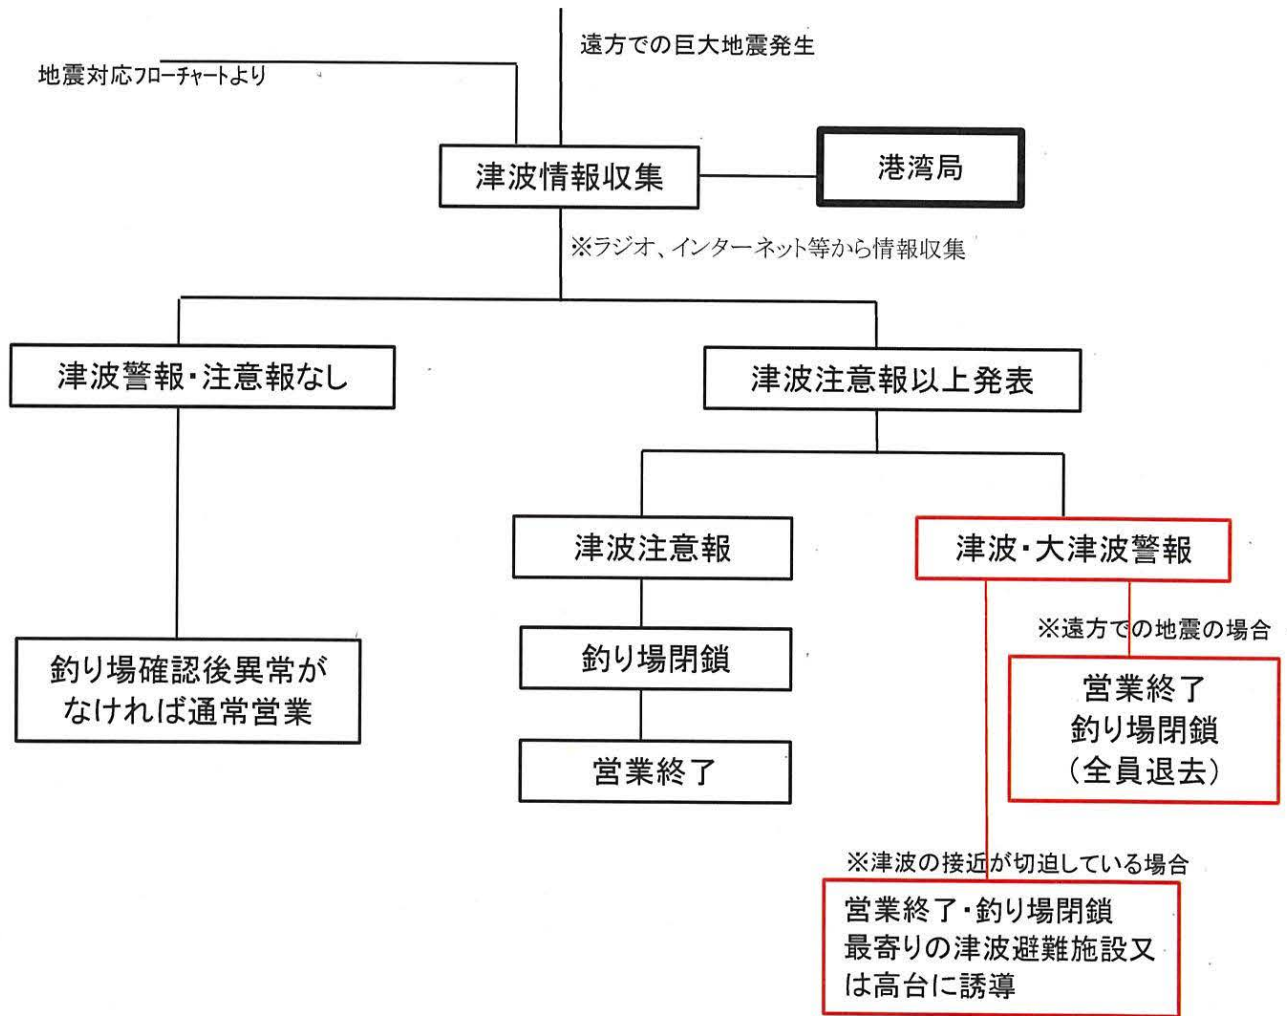 遠方での巨大地震発生
地震対応フローチャートより
津波情報収集
港湾局
※ラジオ、インターネット等から情報収集
津波警報・注意報なし
津波注意報以上発表
津波注意報
津波・大津波警報
※遠方での地震の場合
釣り場確認後異常が
なければ通常営業
釣り場閉鎖
営業終了
営業終了
釣り場閉鎖
（全員退去）
※津波の接近が切迫している場合
営業終了・釣り場閉鎖
最寄りの津波避難施設又
は高台に誘導